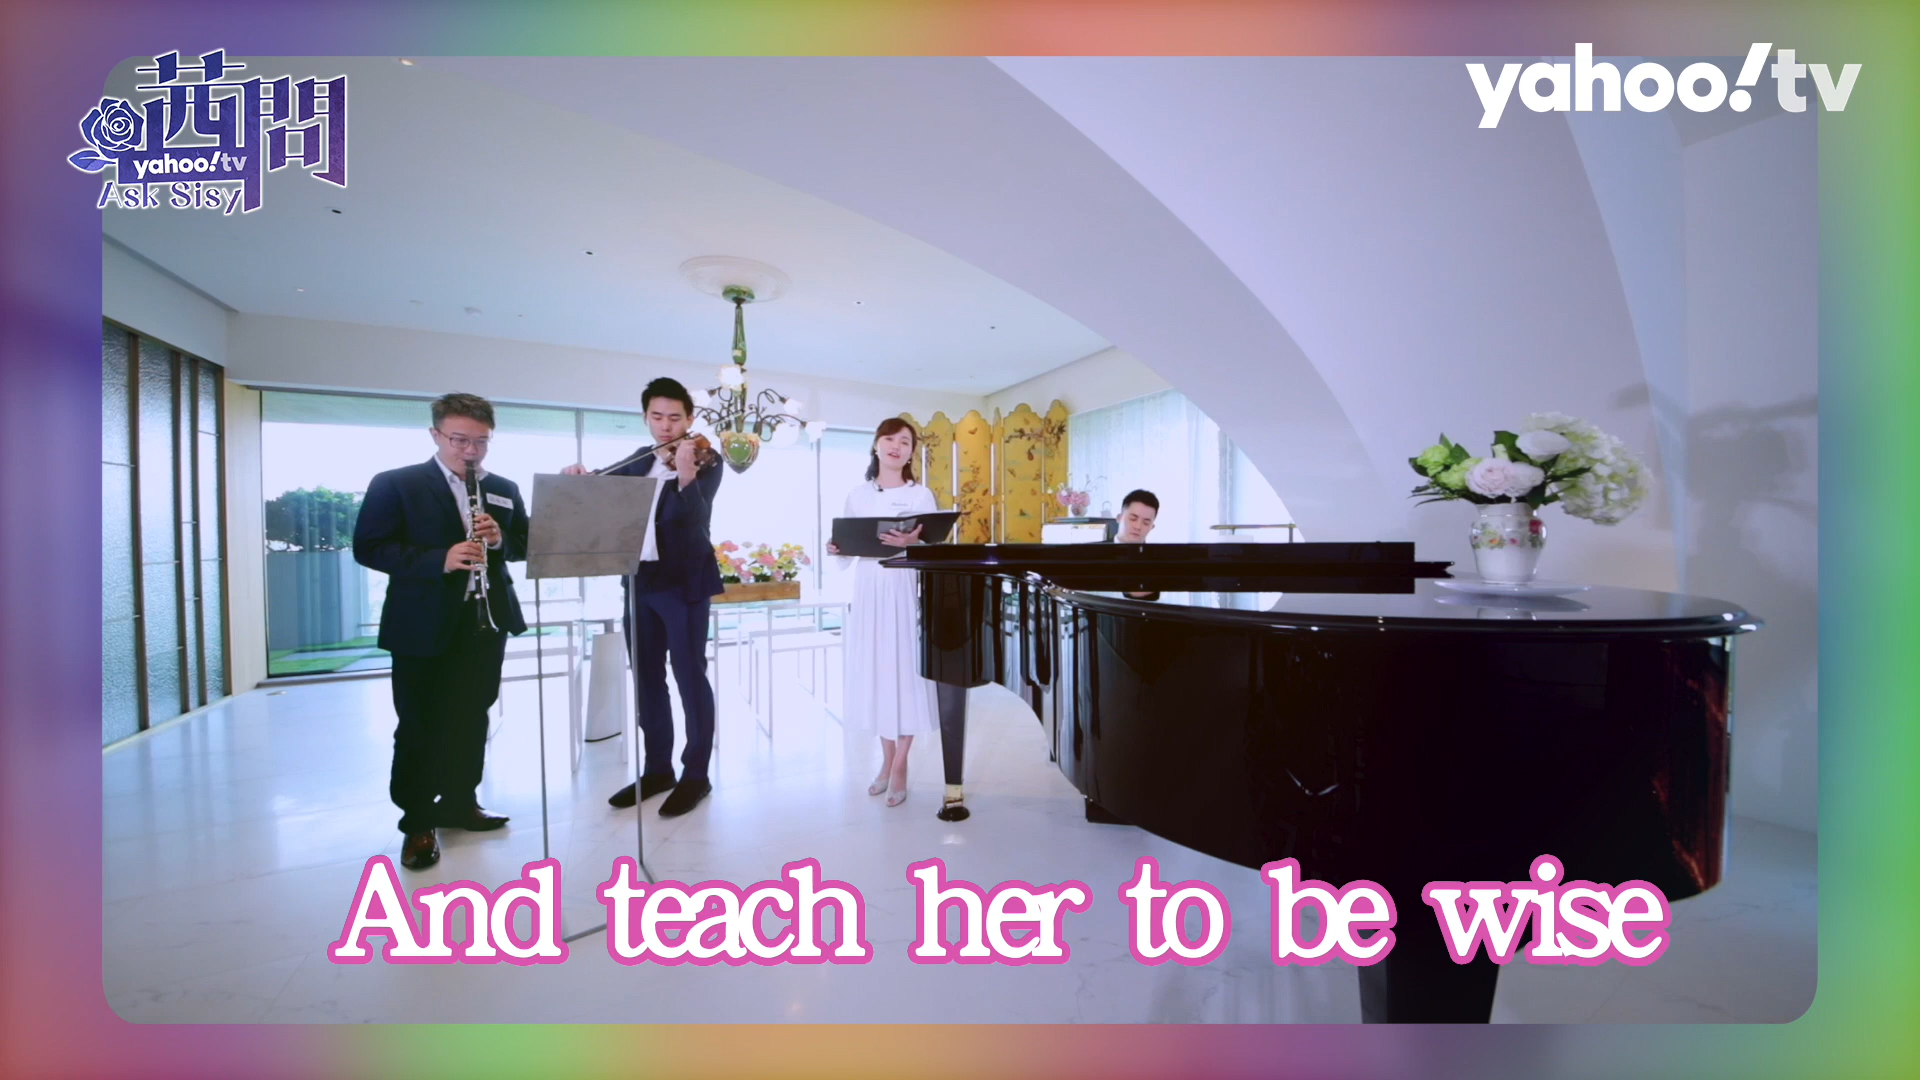 茜問
yahoo!tv
Ask Sisy
yahoo!tv
And teach her to be wise